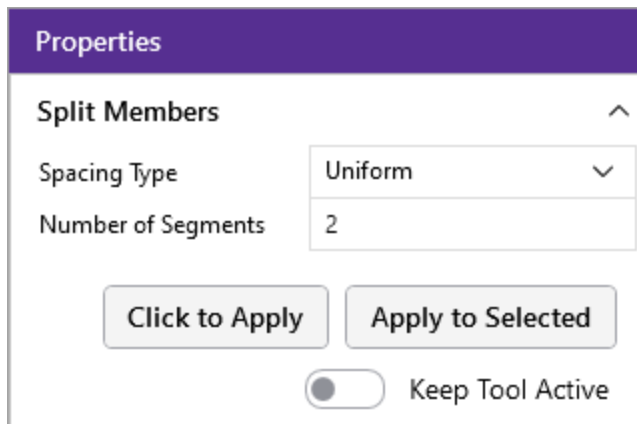 Properties
Split Members
Spacing Type Uniform
Number of Segments 2
Click to Apply Apply to Selected
Keep Tool Active